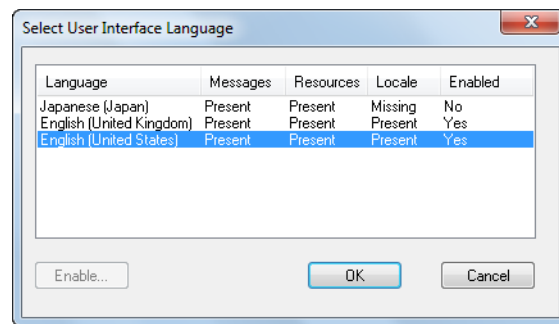 Select User Interface Language
Language Messages Resources Locale Enabled
Japanese (Japan) Present Present Missing No
English (United Kingdom) Present Present Present Yes
English (United States) Present Present Present Yes
Enable... OK Cancel